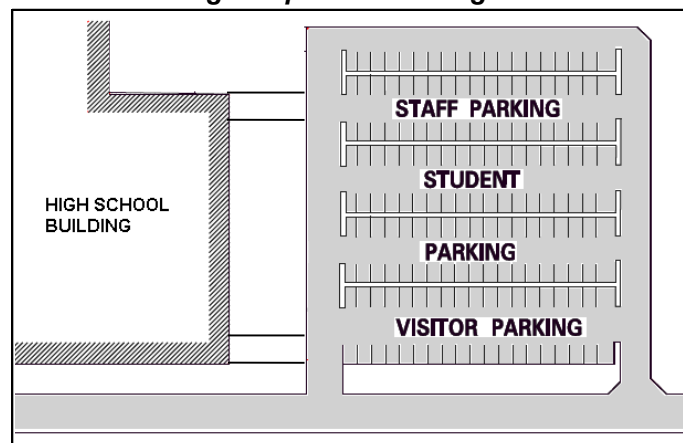 STAFF PARKING
STUDENT
HIGH SCHOOL
BUILDING
PARKING
VISITOR PARKING